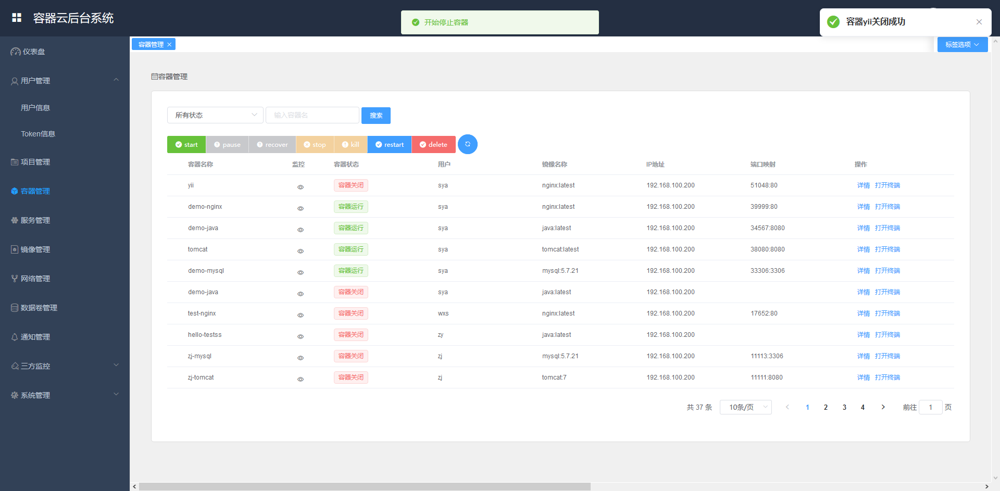 容器云后台系统
开始停止容器
容器yii关闭成功
仪表盘
用户管理
用户信息
Token信息
项目管理
容器管理
服务管理
镜像管理
网络管理
数据卷管理
通知管理
三方监控
系统管理
容器管理
标签选项
容器管理
所有状态 输入容器名 搜索
start pause recover stop kill restart delete
容器名称 监控 容器状态 用户 镜像名称 IP地址 端口映射 操作
yii 容器关闭 sya nginx:latest 192.168.100.200 51048:80 详情 打开终端
demo-nginx 容器运行 sya nginx:latest 192.168.100.200 39999:80 详情 打开终端
demo-java 容器运行 sya java:latest 192.168.100.200 34567:8080 详情 打开终端
tomcat 容器运行 sya tomcat:latest 192.168.100.200 38080:8080 详情 打开终端
demo-mysql 容器运行 sya mysql:5.7.21 192.168.100.200 33306:3306 详情 打开终端
demo-java 容器关闭 sya java:latest 192.168.100.200 详情 打开终端
test-nginx 容器关闭 wxs nginx:latest 192.168.100.200 17652:80 详情 打开终端
hello-testss 容器关闭 zy java:latest 192.168.100.200 详情 打开终端
zj-mysql 容器关闭 zj mysql:5.7.21 192.168.100.200 11113:3306 详情 打开终端
zj-tomcat 容器关闭 zj tomcat:7 192.168.100.200 11111:8080 详情 打开终端
共 37 条 10条/页 1 2 3 4 前往 1 页